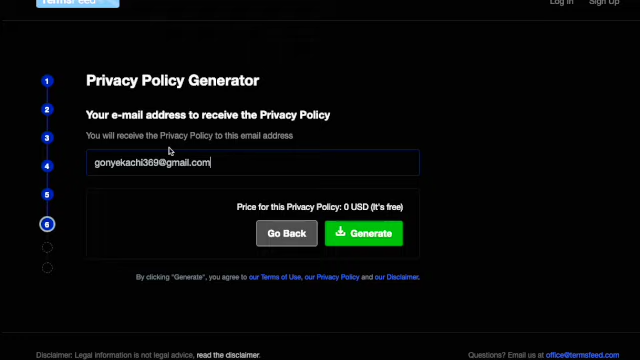 TermsFeed
Log In
Sign Up
1
Privacy Policy Generator
2
Your e-mail address to receive the Privacy Policy
3
You will receive the Privacy Policy to this email address
4
gonyekachi369@gmail.com
5
Price for this Privacy Policy: 0 USD (It's free)
6
Go Back
Generate
By clicking "Generate", you agree to our Terms of Use, our Privacy Policy and our Disclaimer.
Disclaimer: Legal information is not legal advice, read the disclaimer.
Questions? Email us at office@termsfeed.com